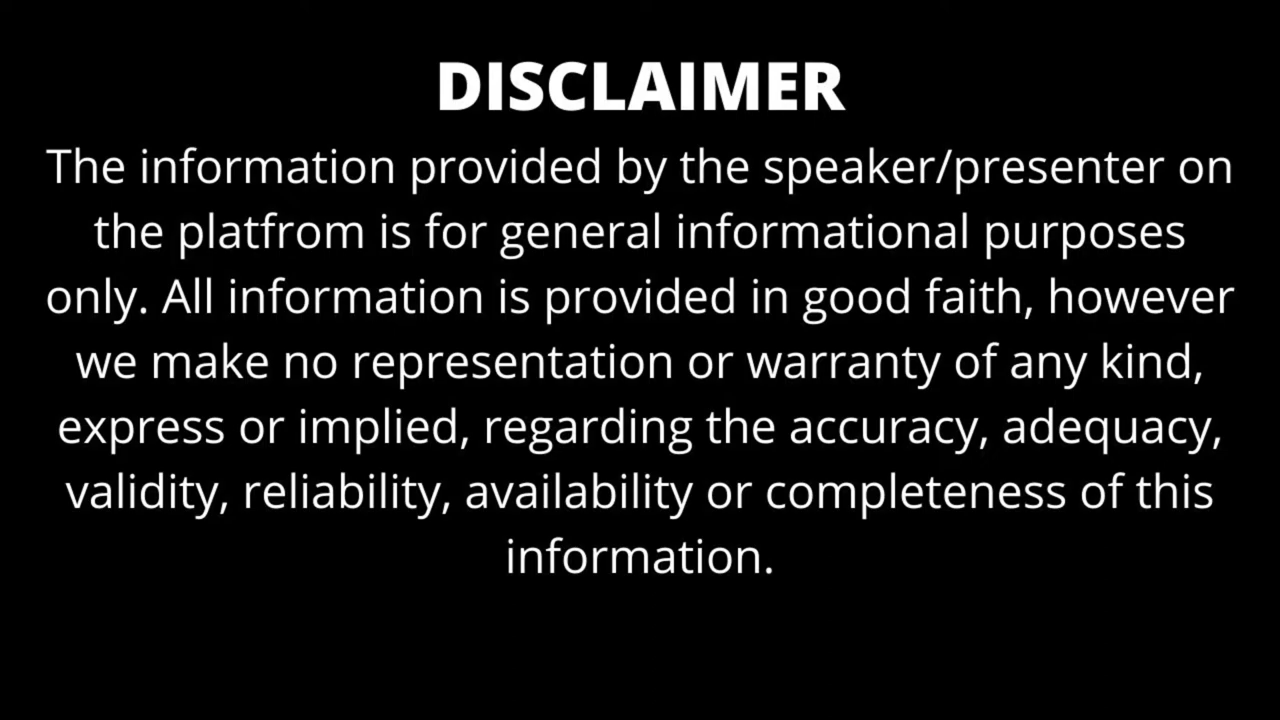 DISCLAIMER
The information provided by the speaker/presenter on
the platfrom is for general informational purposes
only. All information is provided in good faith, however
we make no representation or warranty of any kind,
express or implied, regarding the accuracy, adequacy,
validity, reliability, availability or completeness of this
information.